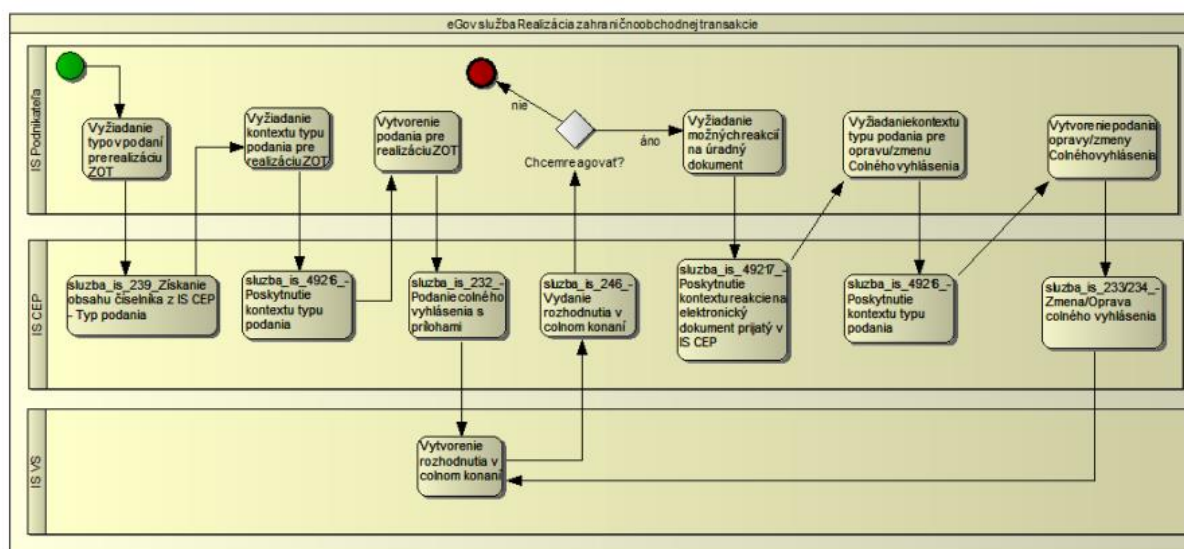 eGov služba Realizácia zahraničnoobchodnej transakcie
IS Podnikateľa
Vyžiadanie
typov podaní
pre realizáciu
ZOT
Vyžiadanie
kontextu typu
podania pre
realizáciu ZOT
Vytvorenie
podania pre
realizáciu ZOT
nie
Chcem reagovať?
áno
Vyžiadanie
možných reakcií
na úradný
dokument
Vyžiadanie kontextu
typu podania pre
opravu/zmenu
Colného vyhlásenia
Vytvorenie podania
opravy/zmeny
Colného vyhlásenia
IS CEP
sluzba_is_239_Získanie
obsahu číselníka z IS CEP
- Typ podania
sluzba_is_49216_-
Poskytnutie
kontextu typu
podania
sluzba_is_232_-
Podanie colného
vyhlásenia s
prílohami
sluzba_is_246_-
Vydanie
rozhodnutia v
colnom konaní
sluzba_is_49217_-
Poskytnutie
kontextu reakcie na
elektronický
dokument prijatý v
IS CEP
sluzba_is_49216_-
Poskytnutie
kontextu typu
podania
sluzba_is_233/234_-
Zmena/Oprava
colného vyhlásenia
IS VS
Vytvorenie
rozhodnutia v
colnom konaní